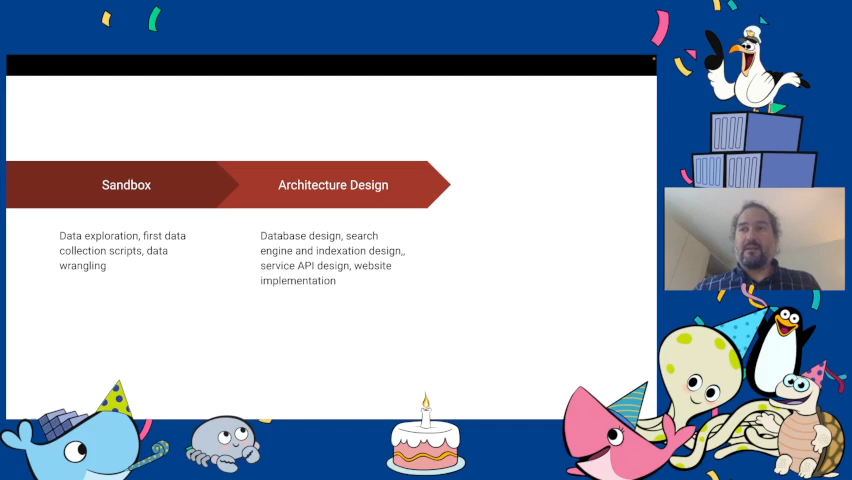 Sandbox
Architecture Design
Data exploration, first data
collection scripts, data
wrangling
Database design, search
engine and indexation design,,
service API design, website
implementation